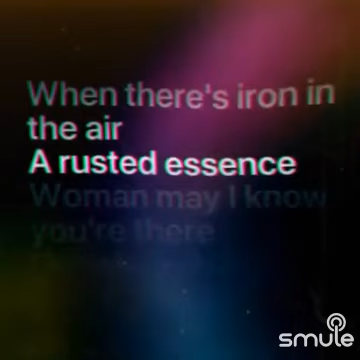 When there's iron in
the air
A rusted essence
Woman may I know
you're there
smule